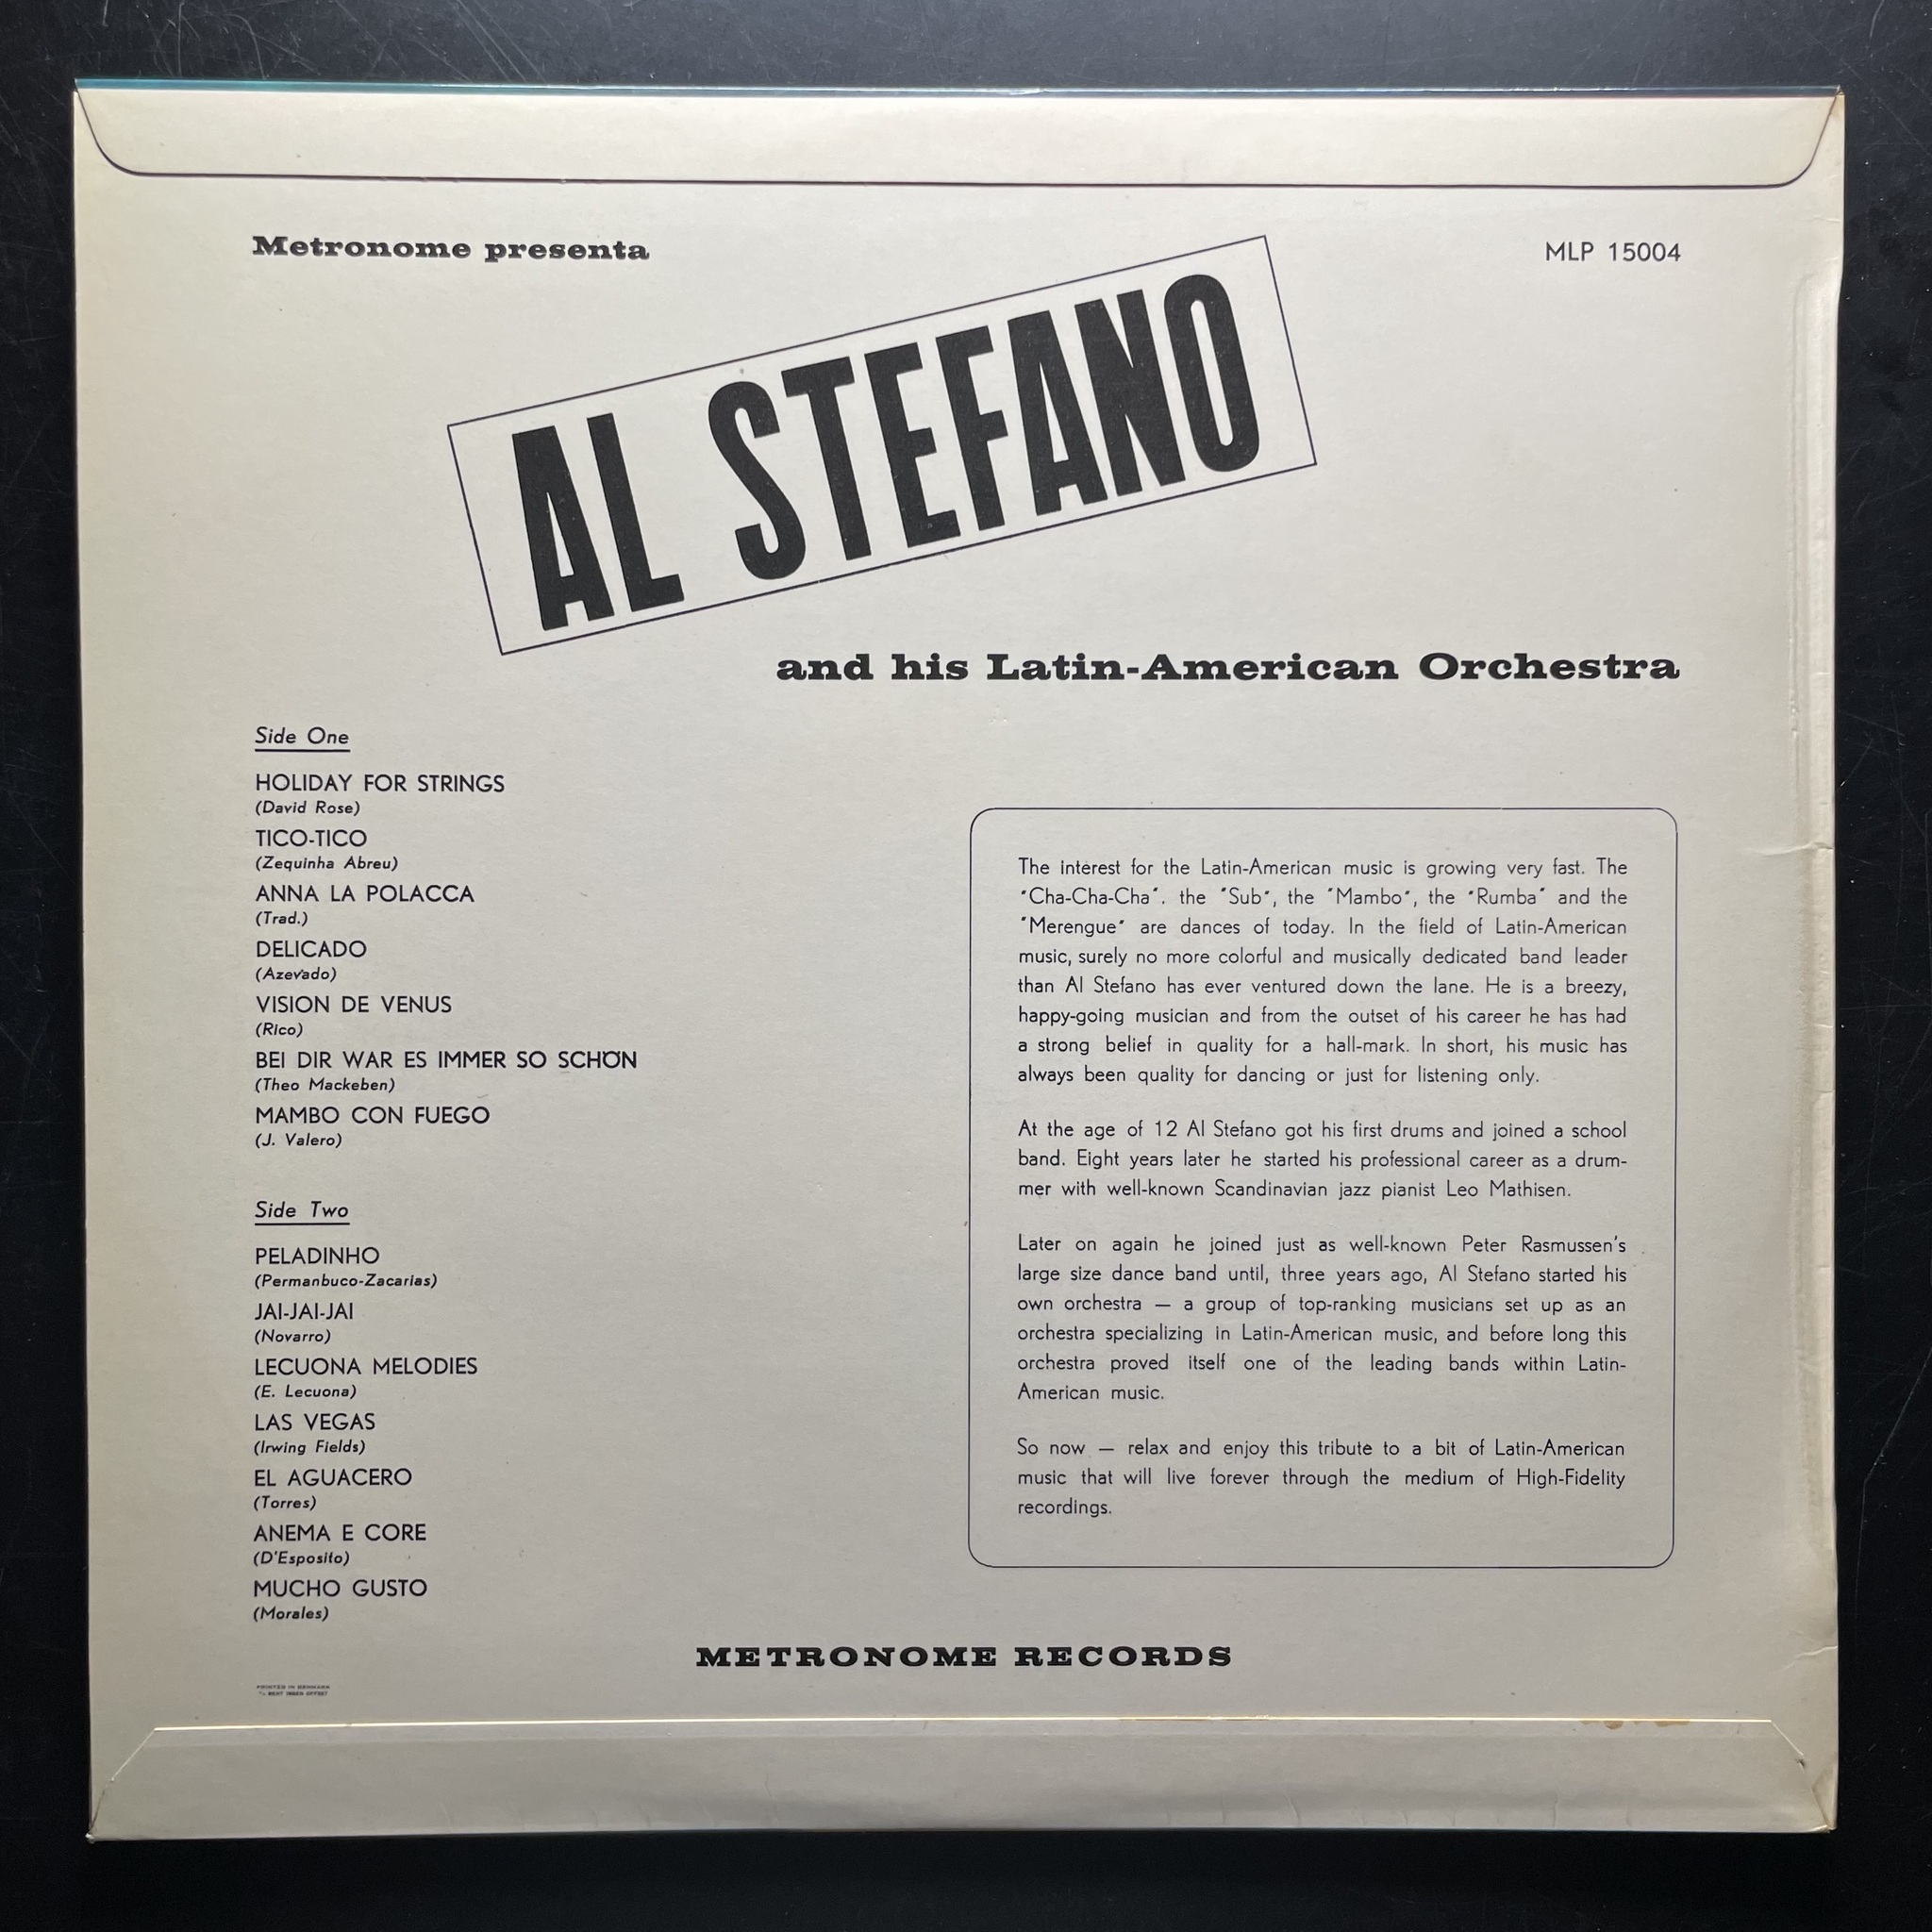 Metronome presenta
MLP 15004
AL STEFANO
and his Latin-American Orchestra
Side One
HOLIDAY FOR STRINGS
(David Rose)
TICO-TICO
(Zequinha Abreu)
ANNA LA POLACCA
(Trad.)
DELICADO
(Azevado)
VISION DE VENUS
(Rico)
BEI DIR WAR ES IMMER SO SCHÖN
(Theo Mackeben)
MAMBO CON FUEGO
(J. Valero)
Side Two
PELADINHO
(Permanbuco-Zacarias)
JAI-JAI-JAI
(Novarro)
LECUONA MELODIES
(E. Lecuona)
LAS VEGAS
(Irwing Fields)
EL AGUACERO
(Torres)
ANEMA E CORE
(D'Esposito)
MUCHO GUSTO
(Morales)
The interest for the Latin-American music is growing very fast. The
"Cha-Cha-Cha". the "Sub", the "Mambo", the "Rumba" and the
"Merengue" are dances of today. In the field of Latin-American
music, surely no more colorful and musically dedicated band leader
than Al Stefano has ever ventured down the lane. He is a breezy,
happy-going musician and from the outset of his career he has had
a strong belief in quality for a hall-mark. In short, his music has
always been quality for dancing or just for listening only.
At the age of 12 Al Stefano got his first drums and joined a school
band. Eight years later he started his professional career as a drum-
mer with well-known Scandinavian jazz pianist Leo Mathisen.
Later on again he joined just as well-known Peter Rasmussen's
large size dance band until, three years ago, Al Stefano started his
own orchestra — a group of top-ranking musicians set up as an
orchestra specializing in Latin-American music, and before long this
orchestra proved itself one of the leading bands within Latin-
American music.
So now — relax and enjoy this tribute to a bit of Latin-American
music that will live forever through the medium of High-Fidelity
recordings.
METRONOME RECORDS
PRINTED IN DENMARK
OFFSET